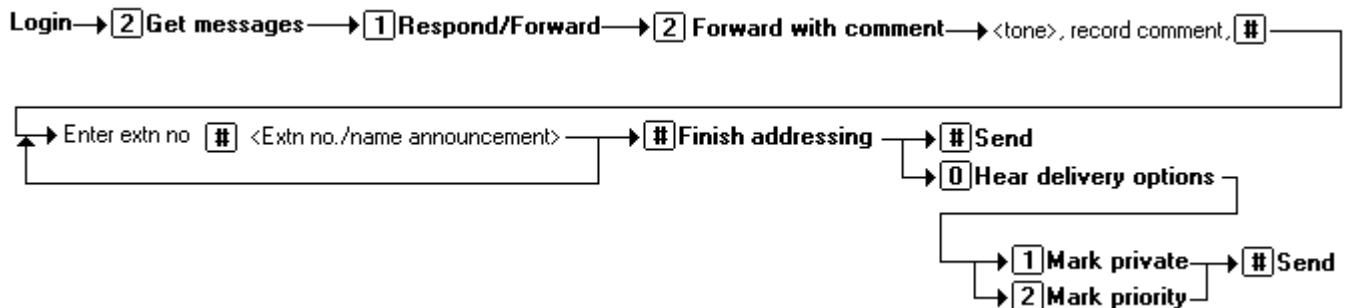 Login 2 Get messages 1 Respond/Forward 2 Forward with comment <tone>, record comment, #
Enter extn no # <Extn no./name announcement> # Finish addressing # Send
0 Hear delivery options
1 Mark private # Send
2 Mark priority